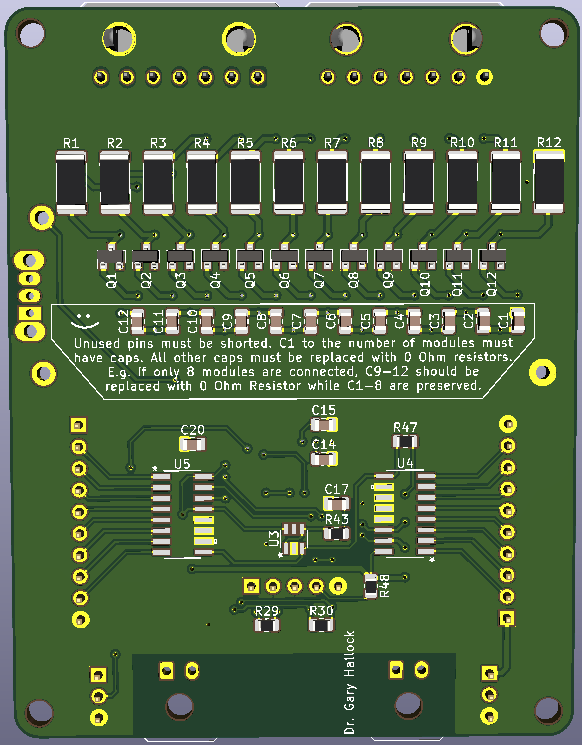 R1 R2 R3 R4 R5 R6 R7 R8 R9 R10 R11 R12
Q1 Q2 Q3 Q4 Q5 Q6 Q7 Q8 Q9 Q10 Q11 Q12
C12 C11 C10 C9 C8 C7 C6 C5 C4 C3 C2 C1
Unused pins must be shorted. C1 to the number of modules must
have caps. All other caps must be replaced with 0 Ohm resistors.
E.g. If only 8 modules are connected, C9-12 should be
replaced with 0 Ohm Resistor while C1-8 are preserved.
C15
C20
R47
C14
U5
U4
C17
R43
U3
R48
R29
R30
Dr. Gary Hallock